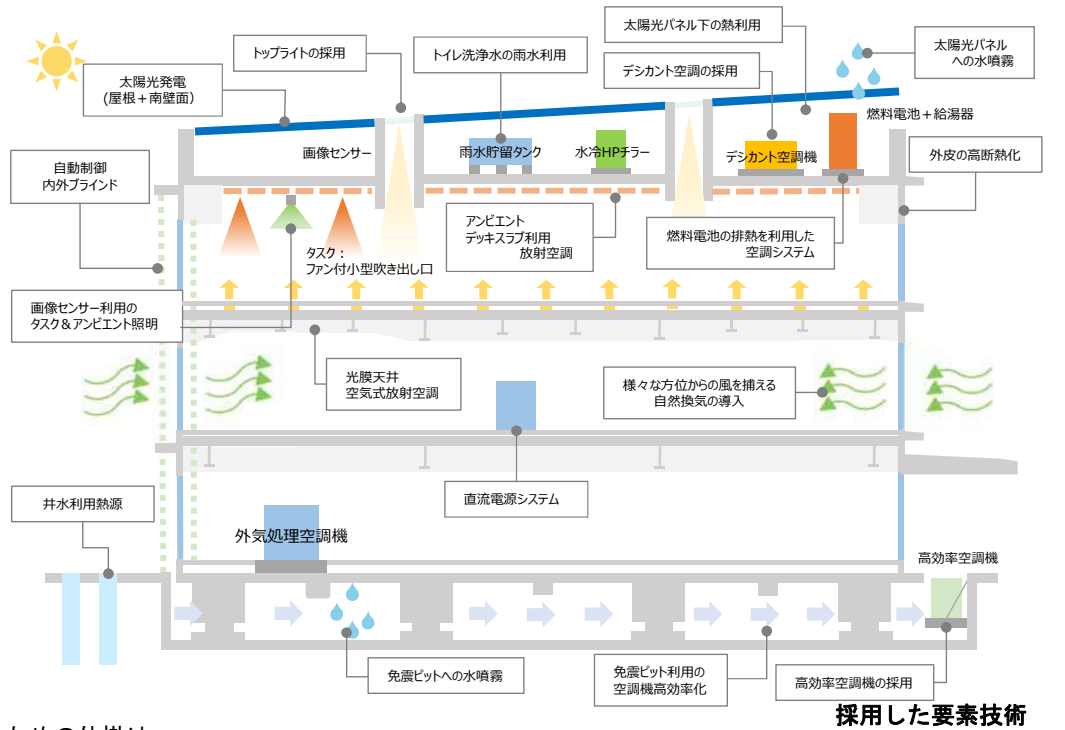 太陽光パネル下の熱利用
トップライトの採用
トイレ洗浄水の雨水利用
太陽光パネル
への水噴霧
デシカント空調の採用
太陽光発電
(屋根＋南壁面)
燃料電池＋給湯器
画像センサー
雨水貯留タンク
水冷HPチラー
デシカント空調機
外皮の高断熱化
自動制御
内外ブラインド
アンビエント
デッキスラブ利用
放射空調
燃料電池の排熱を利用した
空調システム
タスク：
ファン付小型吹き出し口
画像センサー利用の
タスク＆アンビエント照明
光膜天井
空気式放射空調
様々な方位からの風を捕える
自然換気の導入
井水利用熱源
直流電源システム
外気処理空調機
高効率空調機
免震ピットへの水噴霧
免震ピット利用の
空調機高効率化
高効率空調機の採用
採用した要素技術